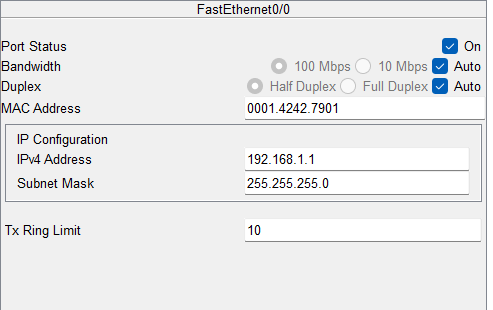 FastEthernet0/0
Port Status On
Bandwidth 100 Mbps 10 Mbps Auto
Duplex Half Duplex Full Duplex Auto
MAC Address 0001.4242.7901
IP Configuration
IPv4 Address 192.168.1.1
Subnet Mask 255.255.255.0
Tx Ring Limit 10